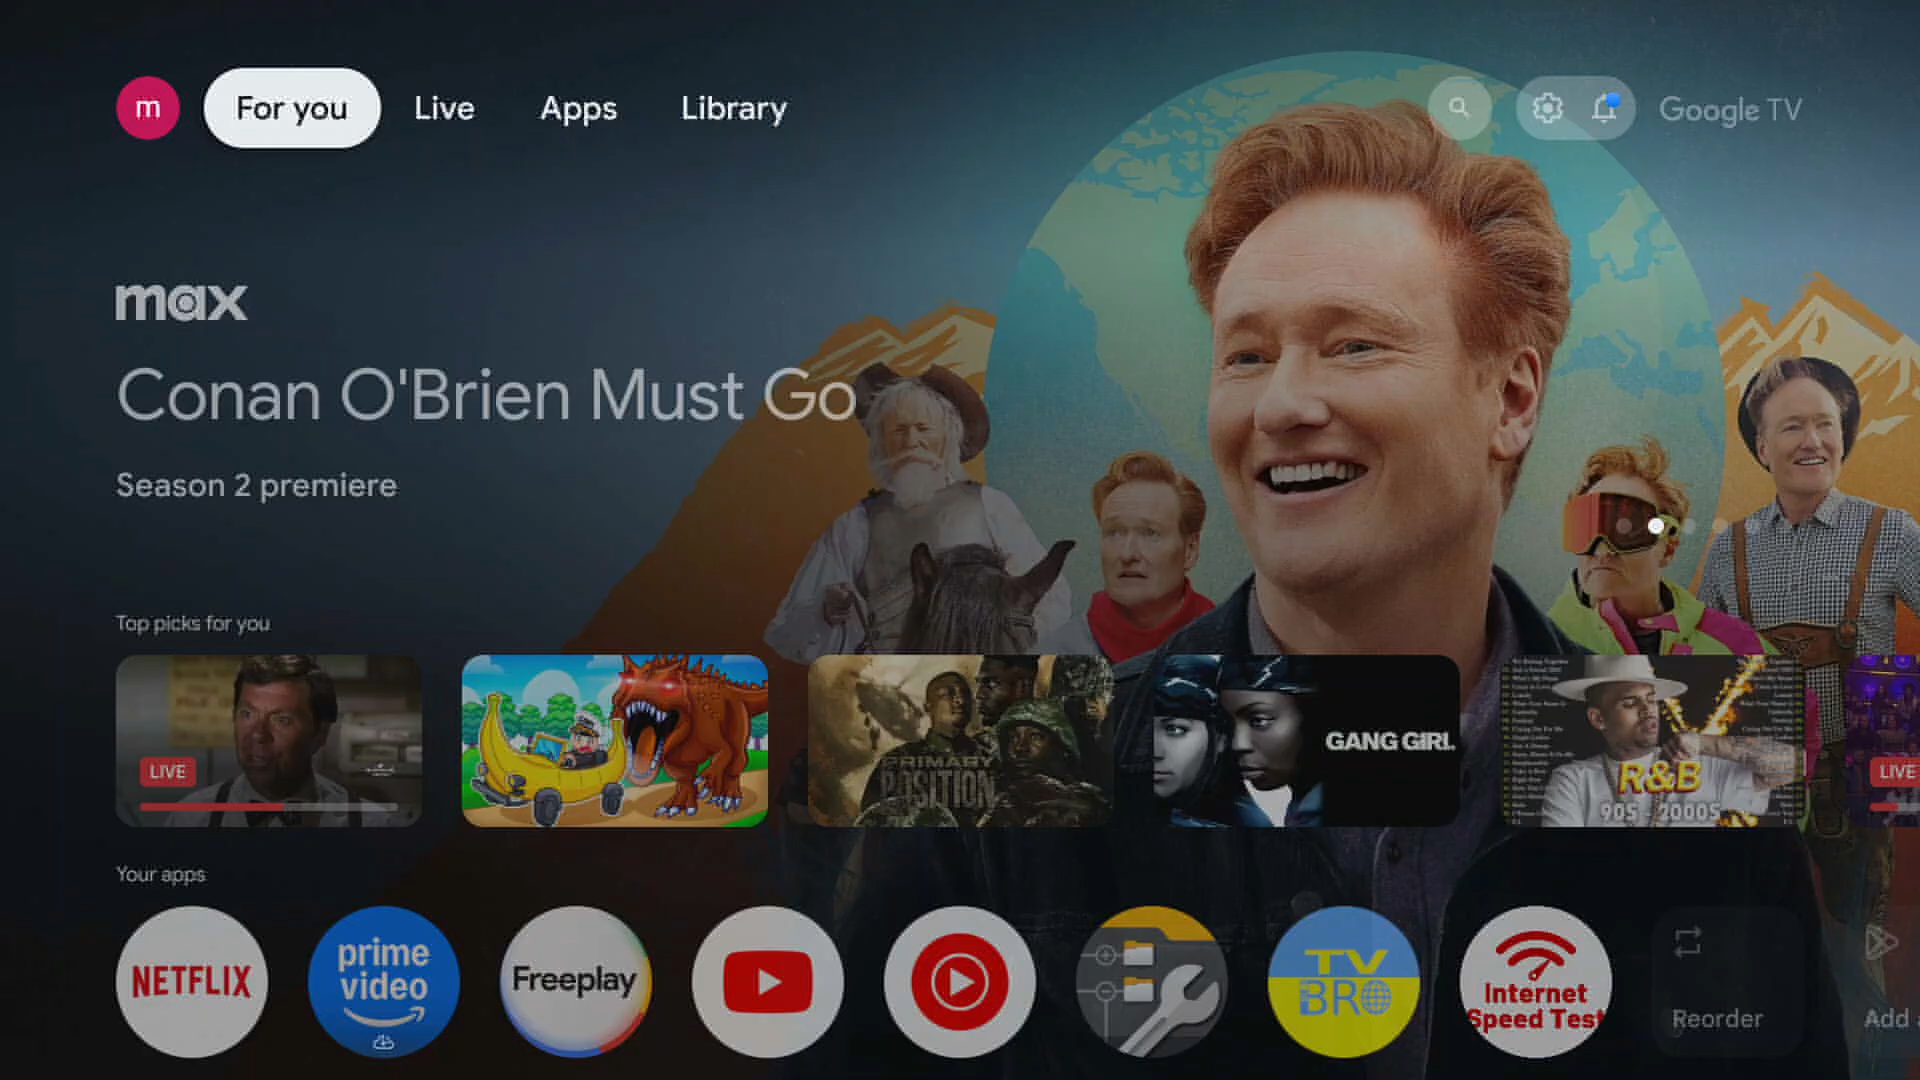 m
For you
Live
Apps
Library
Google TV
max
Conan O'Brien Must Go
Season 2 premiere
Top picks for you
LIVE
PRIMARY
POSITION
GANG GIRL
R&B
90S - 2000S
LIVE
Your apps
NETFLIX
prime
video
Freeplay
TV
BRO
Internet
Speed Test
Reorder
Add